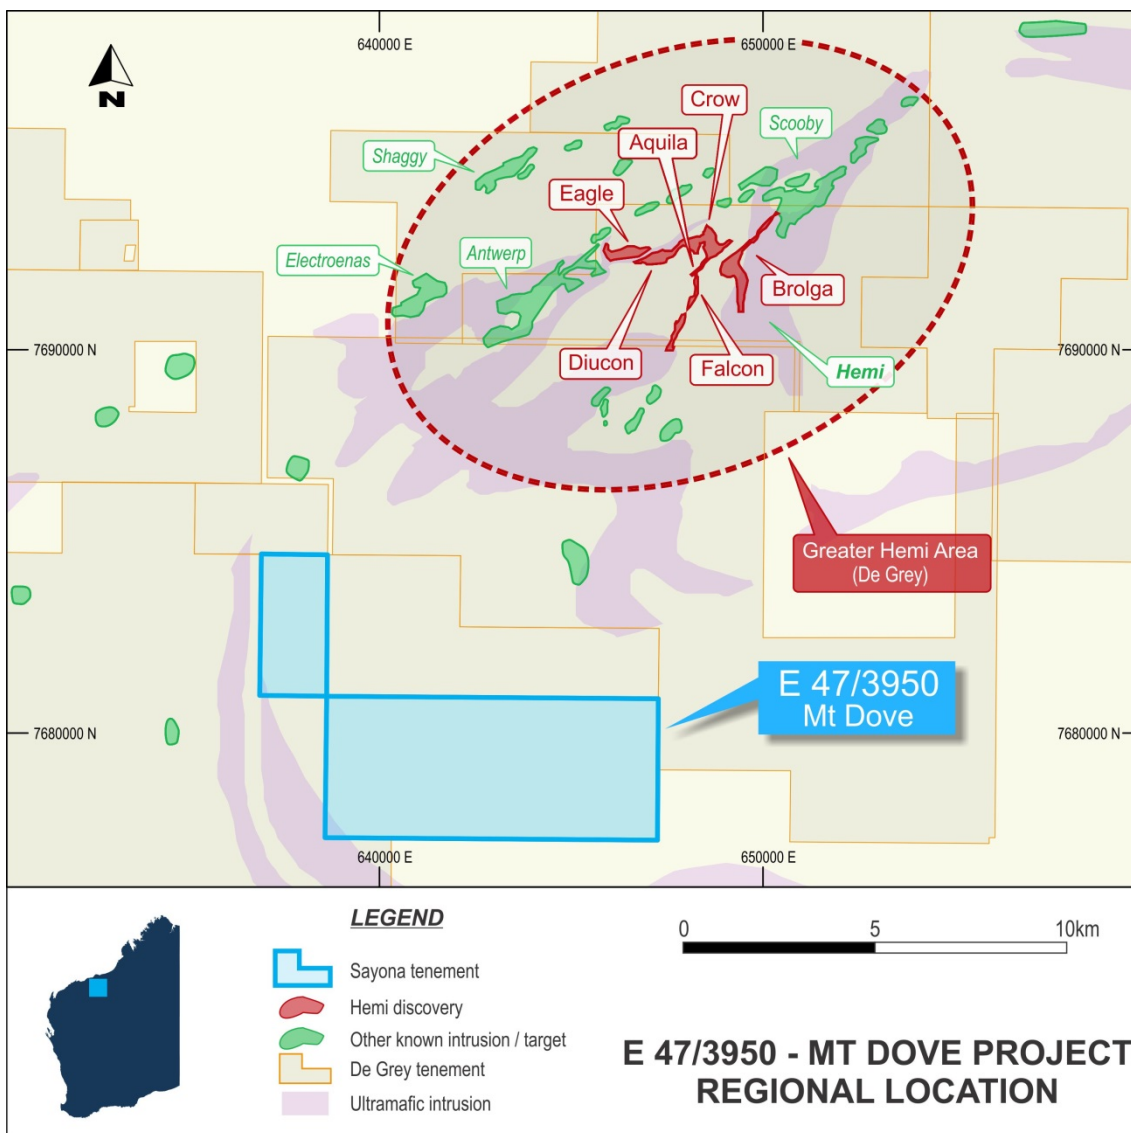 640000 E
650000 E
N
Crow
Scooby
Aquila
Shaggy
Eagle
Electroenas
Antwerp
Brolga
7690000 N
Diucon
Falcon
Hemi
7690000 N
Greater Hemi Area
(De Grey)
E 47/3950
Mt Dove
7680000 N
7680000 N
640000 E
650000 E
LEGEND
Sayona tenement
Hemi discovery
Other known intrusion / target
De Grey tenement
Ultramafic intrusion
0
5
10km
E 47/3950 - MT DOVE PROJECT
REGIONAL LOCATION